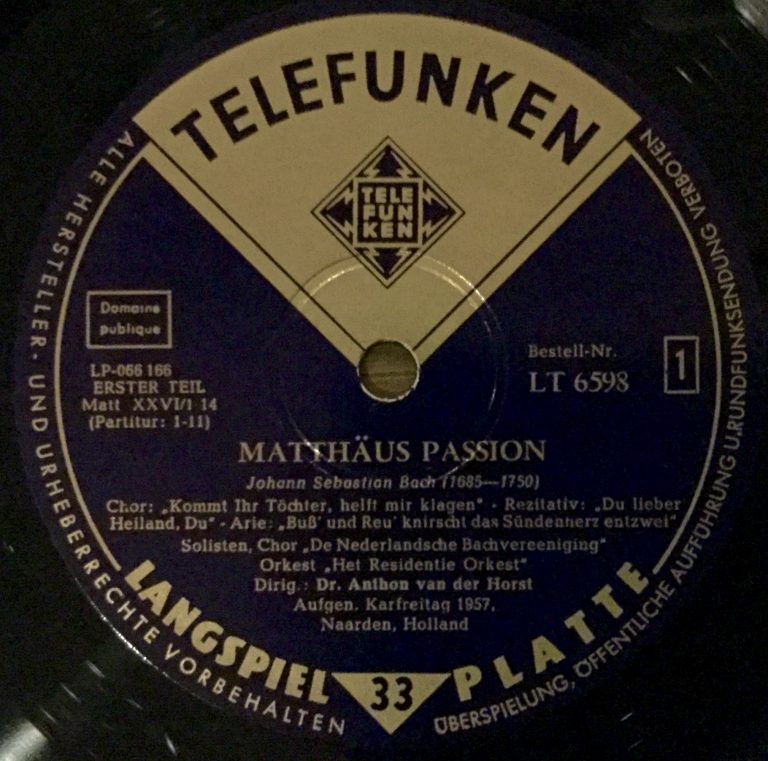 TELEFUNKEN
TELE
FUN
KEN
Domaine
publique
LP-066 166
ERSTER TEIL
Matt XXVI/1 14
(Partitur: 1-11)
Bestell-Nr.
LT 6598
1
MATTHÄUS PASSION
Johann Sebastian Bach (1685—1750)
Chor: „Kommt Ihr Töchter, helft mir klagen“ - Rezitativ: „Du lieber
Heiland, Du“ - Arie: „Buß' und Reu' knirscht das Sündenherz entzwei“
Solisten, Chor „De Nederlandsche Bachvereeniging“
Orkest „Het Residentie Orkest“
Dirig.: Dr. Anthon van der Horst
Aufgen. Karfreitag 1957,
Naarden, Holland
LANGSPIEL 33 PLATTE
ALLE HERSTELLER- UND URHEBERRECHTE VORBEHALTEN
ÜBERSPIELUNG, ÖFFENTLICHE AUFFÜHRUNG U.RUNDFUNKSENDUNG VERBOTEN